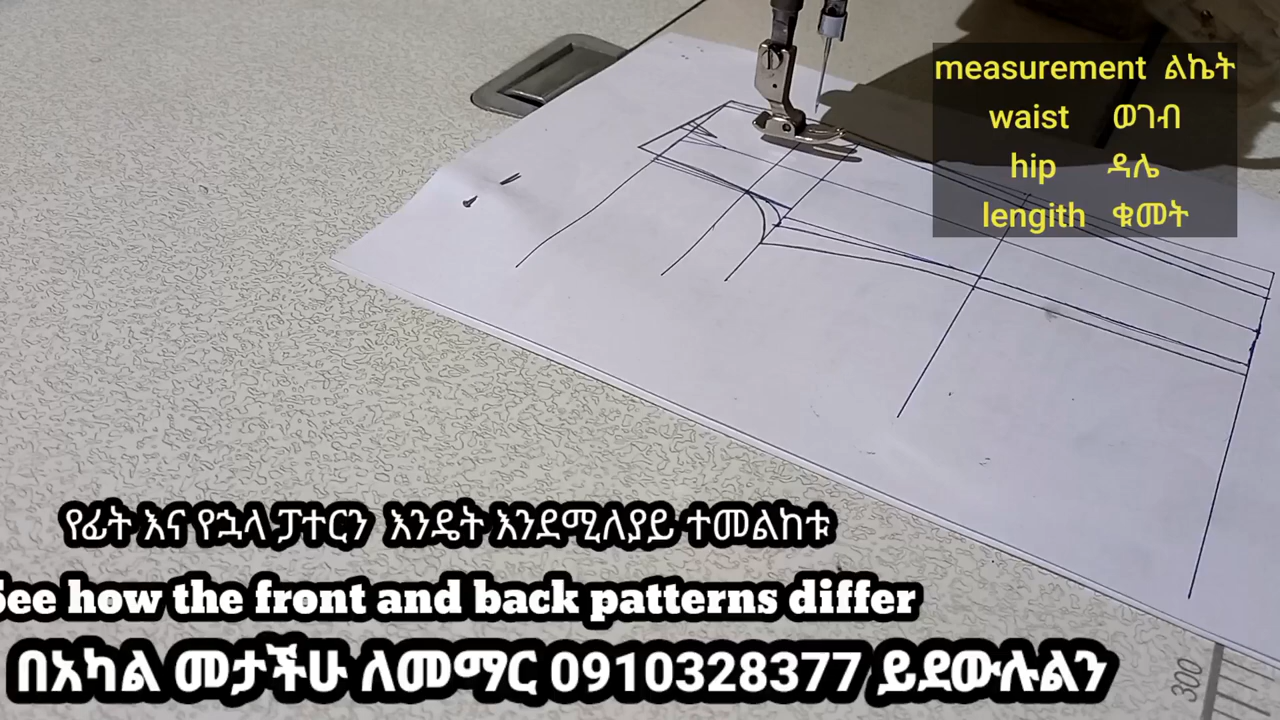 measurement ልኬት
waist ወገብ
hip ዳሌ
lengith ቁመት
የፊት እና የኋላ ፓተርን እንዴት እንደሚለያይ ተመልከቱ
See how the front and back patterns differ
በአካል መታችሁ ለመማር 0910328377 ይደውሉልን
300